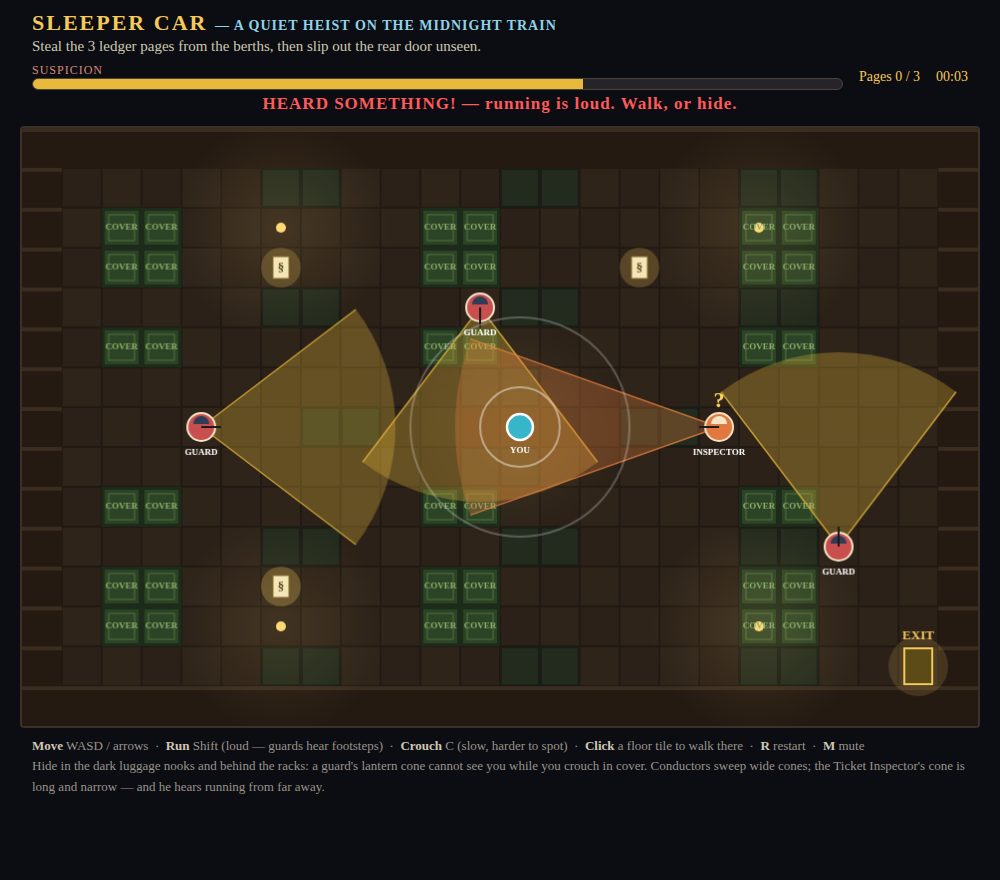 SLEEPER CAR — A QUIET HEIST ON THE MIDNIGHT TRAIN
Steal the 3 ledger pages from the berths, then slip out the rear door unseen.
SUSPICION
Pages 0 / 3 00:03
HEARD SOMETHING! — running is loud. Walk, or hide.
COVER COVER COVER COVER COVER COVER
COVER COVER § COVER COVER § COVER COVER
GUARD
COVER COVER COVER COVER COVER COVER
?
GUARD YOU INSPECTOR
COVER COVER COVER COVER COVER COVER
GUARD
COVER COVER § COVER COVER COVER COVER
COVER COVER COVER COVER COVER COVER
EXIT
Move WASD / arrows · Run Shift (loud — guards hear footsteps) · Crouch C (slow, harder to spot) · Click a floor tile to walk there · R restart · M mute
Hide in the dark luggage nooks and behind the racks: a guard's lantern cone cannot see you while you crouch in cover. Conductors sweep wide cones; the Ticket Inspector's cone is
long and narrow — and he hears running from far away.